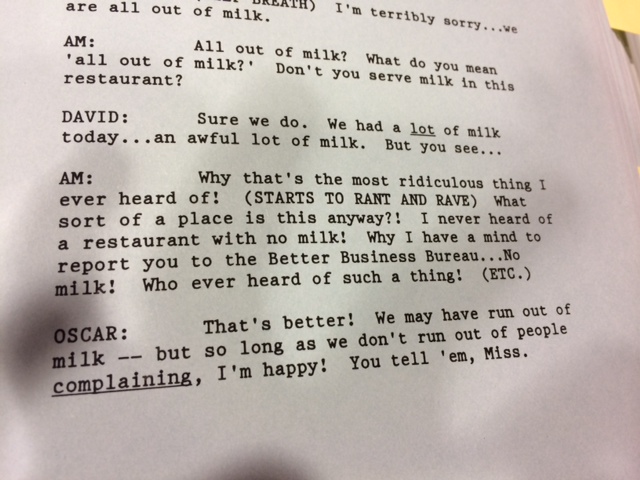 BREATH) I'm terribly sorry...we
are all out of milk.
AM: All out of milk? What do you mean
'all out of milk?' Don't you serve milk in this
restaurant?
DAVID: Sure we do. We had a lot of milk
today...an awful lot of milk. But you see...
AM: Why that's the most ridiculous thing I
ever heard of! (STARTS TO RANT AND RAVE) What
sort of a place is this anyway?! I never heard of
a restaurant with no milk! Why I have a mind to
report you to the Better Business Bureau...No
milk! Who ever heard of such a thing! (ETC.)
OSCAR: That's better! We may have run out of
milk -- but so long as we don't run out of people
complaining, I'm happy! You tell 'em, Miss.